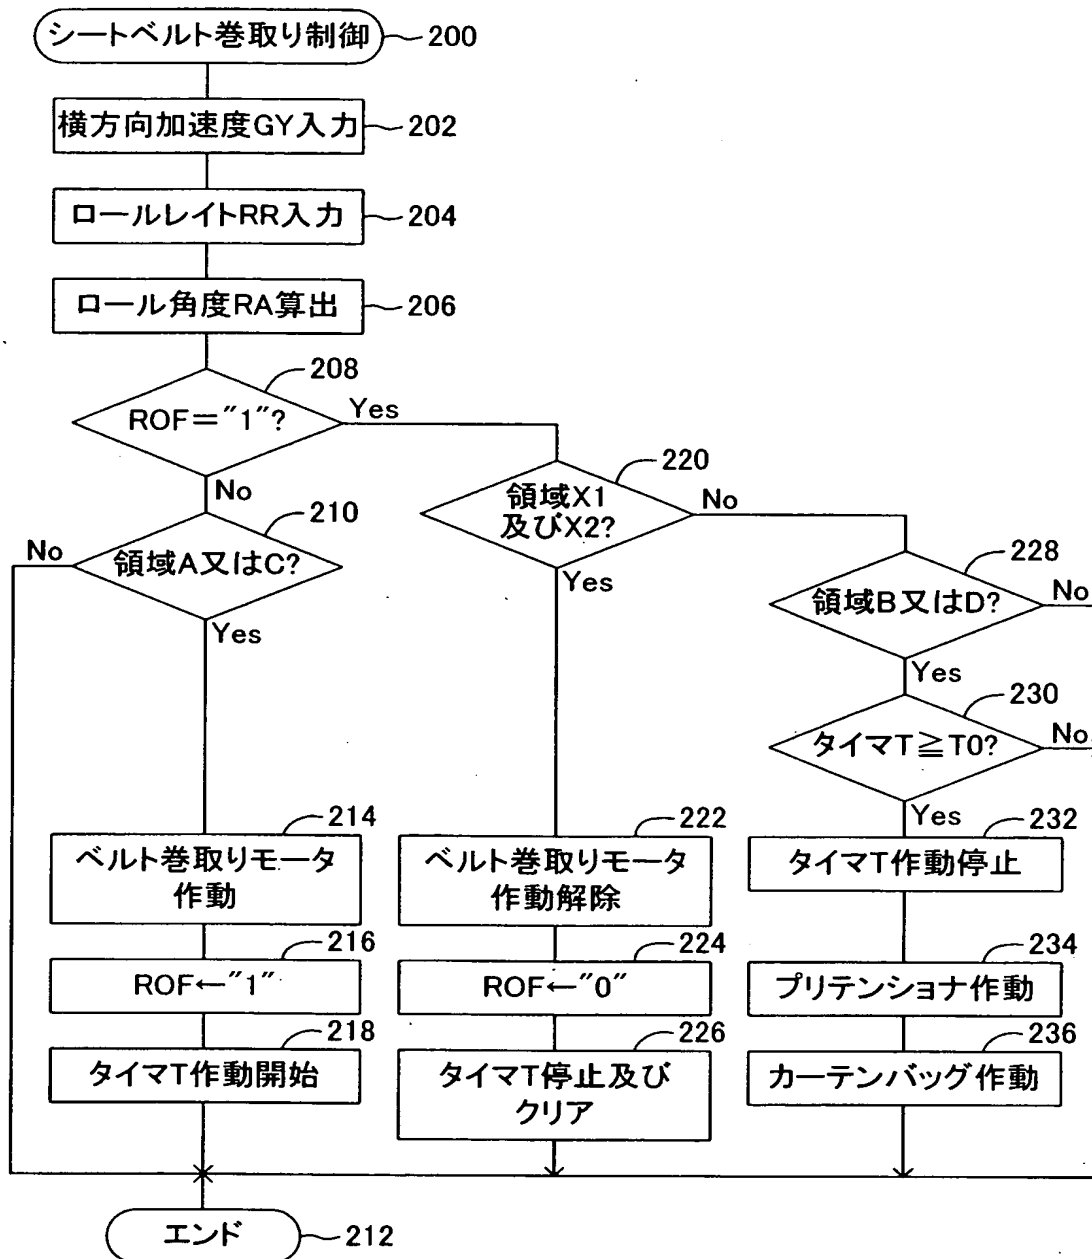 シートベルト巻取り制御
200
横方向加速度GY入力
202
ロールレイトRR入力
204
ロール角度RA算出
206
208
ROF＝"1"?
Yes
No
210
領域A又はC?
No
Yes
220
領域X1
及びX2?
No
Yes
228
領域B又はD?
No
Yes
230
タイマT≧T0?
No
Yes
214
ベルト巻取りモータ
作動
216
ROF←"1"
218
タイマT作動開始
222
ベルト巻取りモータ
作動解除
224
ROF←"0"
226
タイマT停止及び
クリア
232
タイマT作動停止
234
プリテンショナ作動
236
カーテンバッグ作動
エンド
212